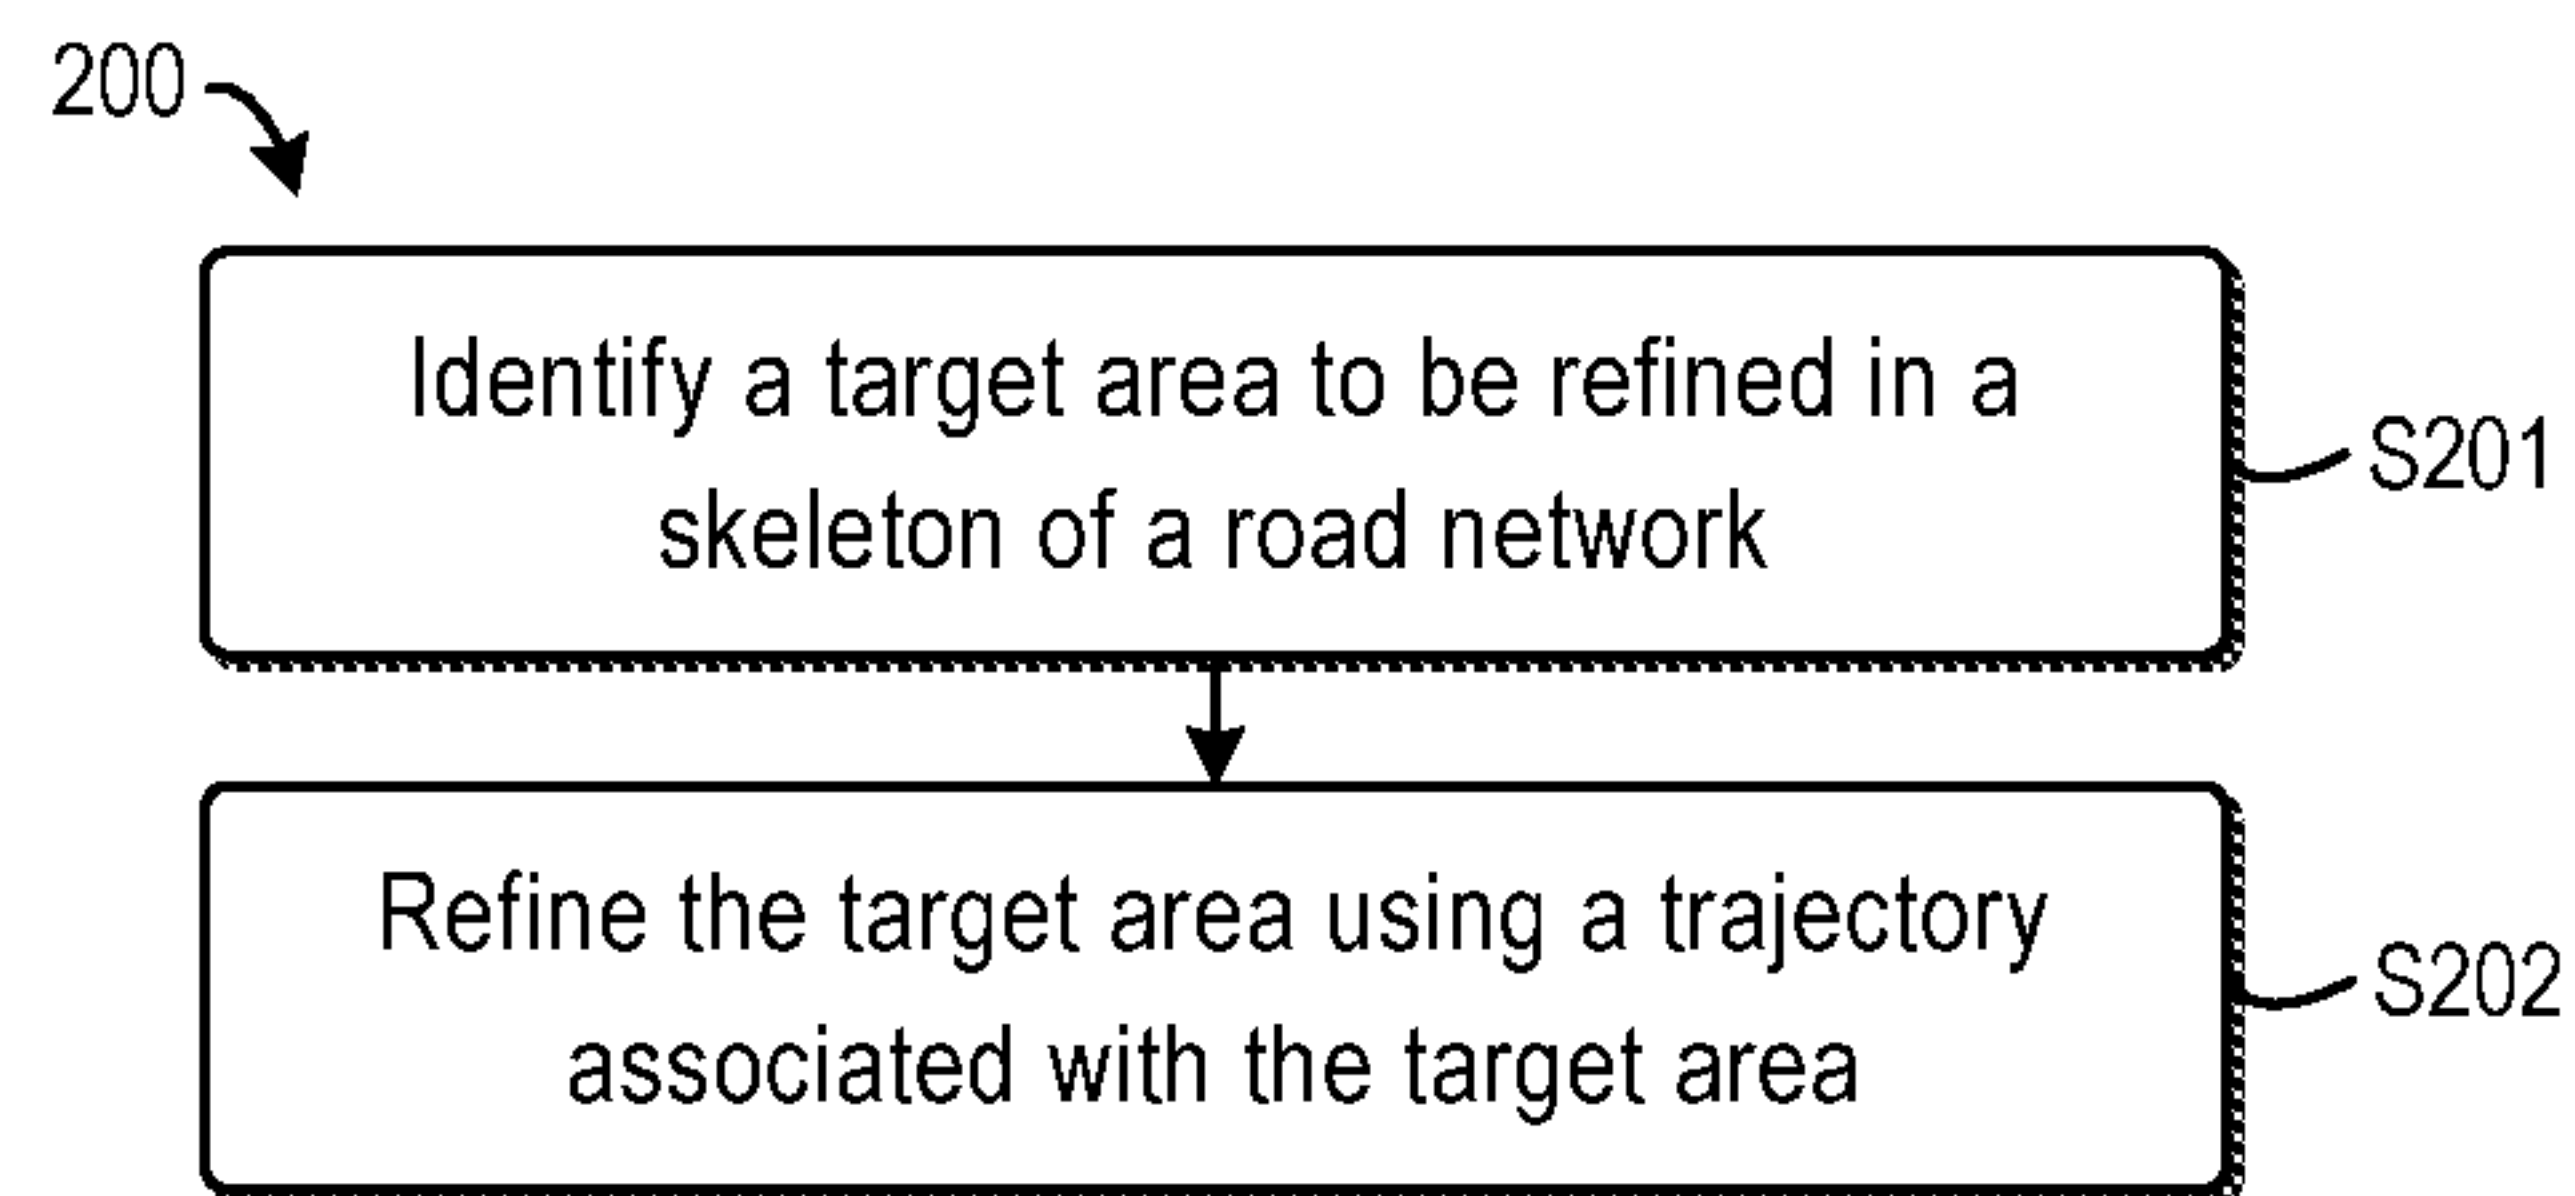 200
Identify a target area to be refined in a
skeleton of a road network
S201
Refine the target area using a trajectory
associated with the target area
S202